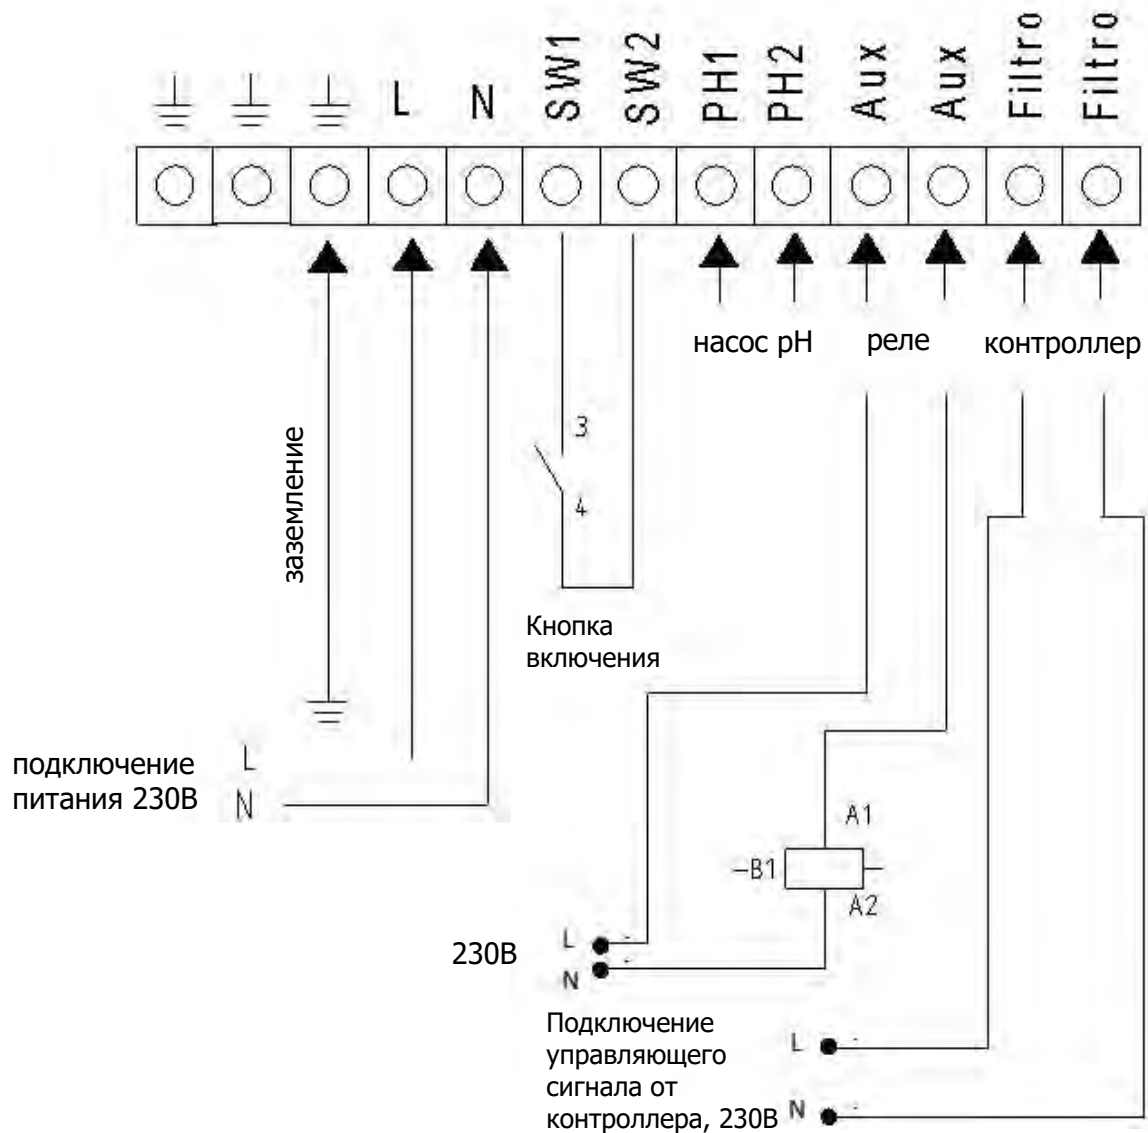 L N SW1 SW2 PH1 PH2 Aux Aux Filtro Filtro
насос pH реле контроллер
заземление
3
4
Кнопка
включения
подключение L
питания 230В N
A1
–B1
A2
230В L
N
Подключение
управляющего L
сигнала от
контроллера, 230В N